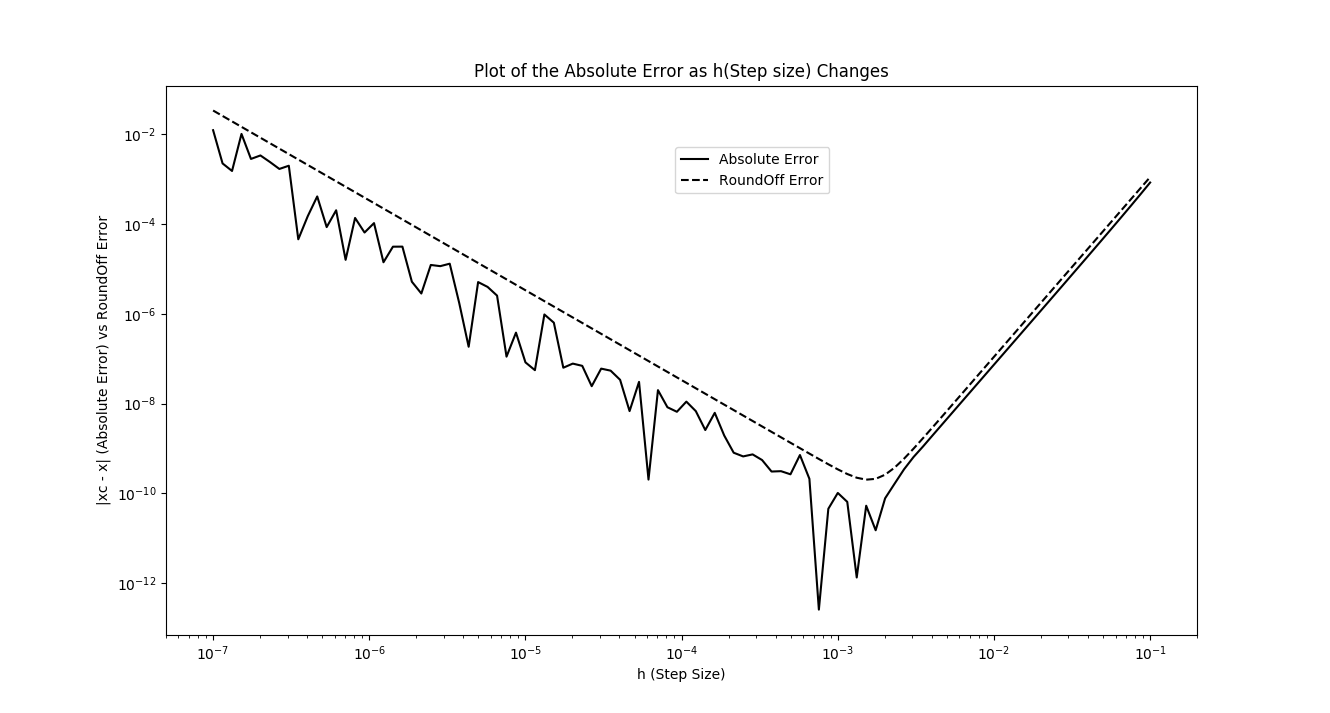 Plot of the Absolute Error as h(Step size) Changes
|xc - x| (Absolute Error) vs RoundOff Error
10⁻²
10⁻⁴
10⁻⁶
10⁻⁸
10⁻¹⁰
10⁻¹²
Absolute Error
RoundOff Error
10⁻⁷ 10⁻⁶ 10⁻⁵ 10⁻⁴ 10⁻³ 10⁻² 10⁻¹
h (Step Size)